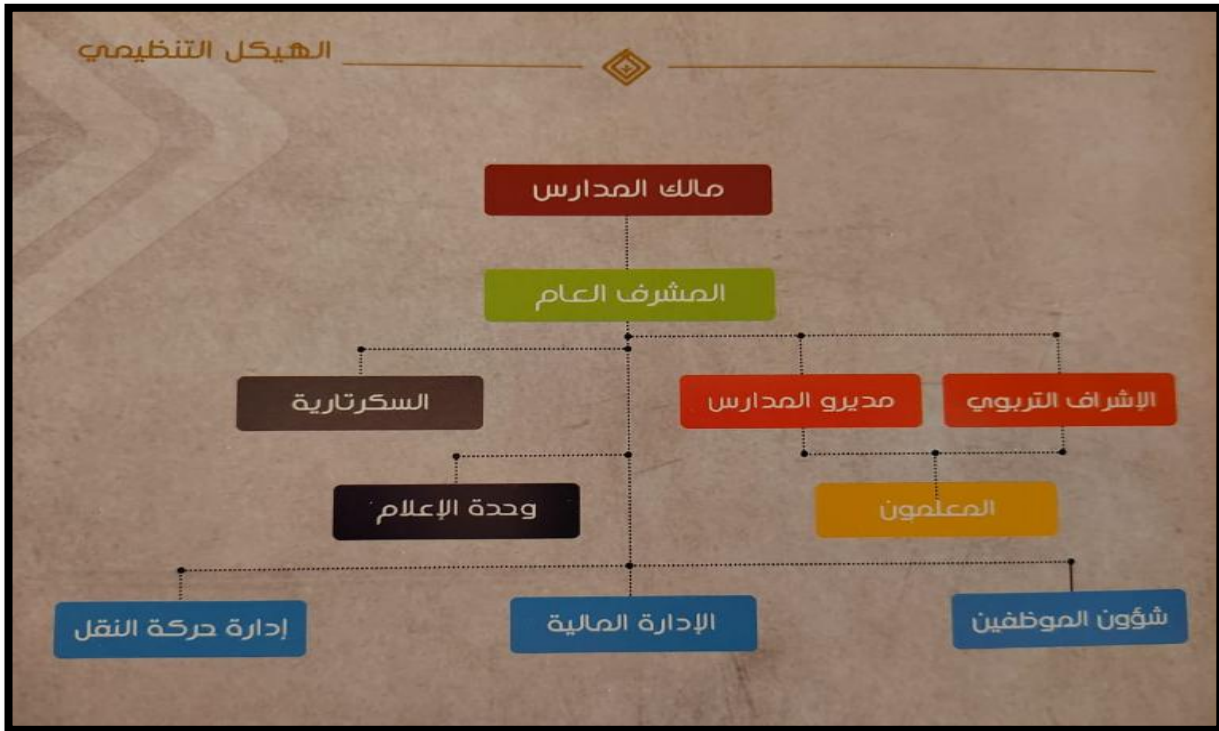 الهيكل التنظيمي
مالك المدارس
المشرف العام
الإشراف التربوي
مديرو المدارس
السكرتارية
المعلمون
وحدة الإعلام
شؤون الموظفين
الإدارة المالية
إدارة حركة النقل